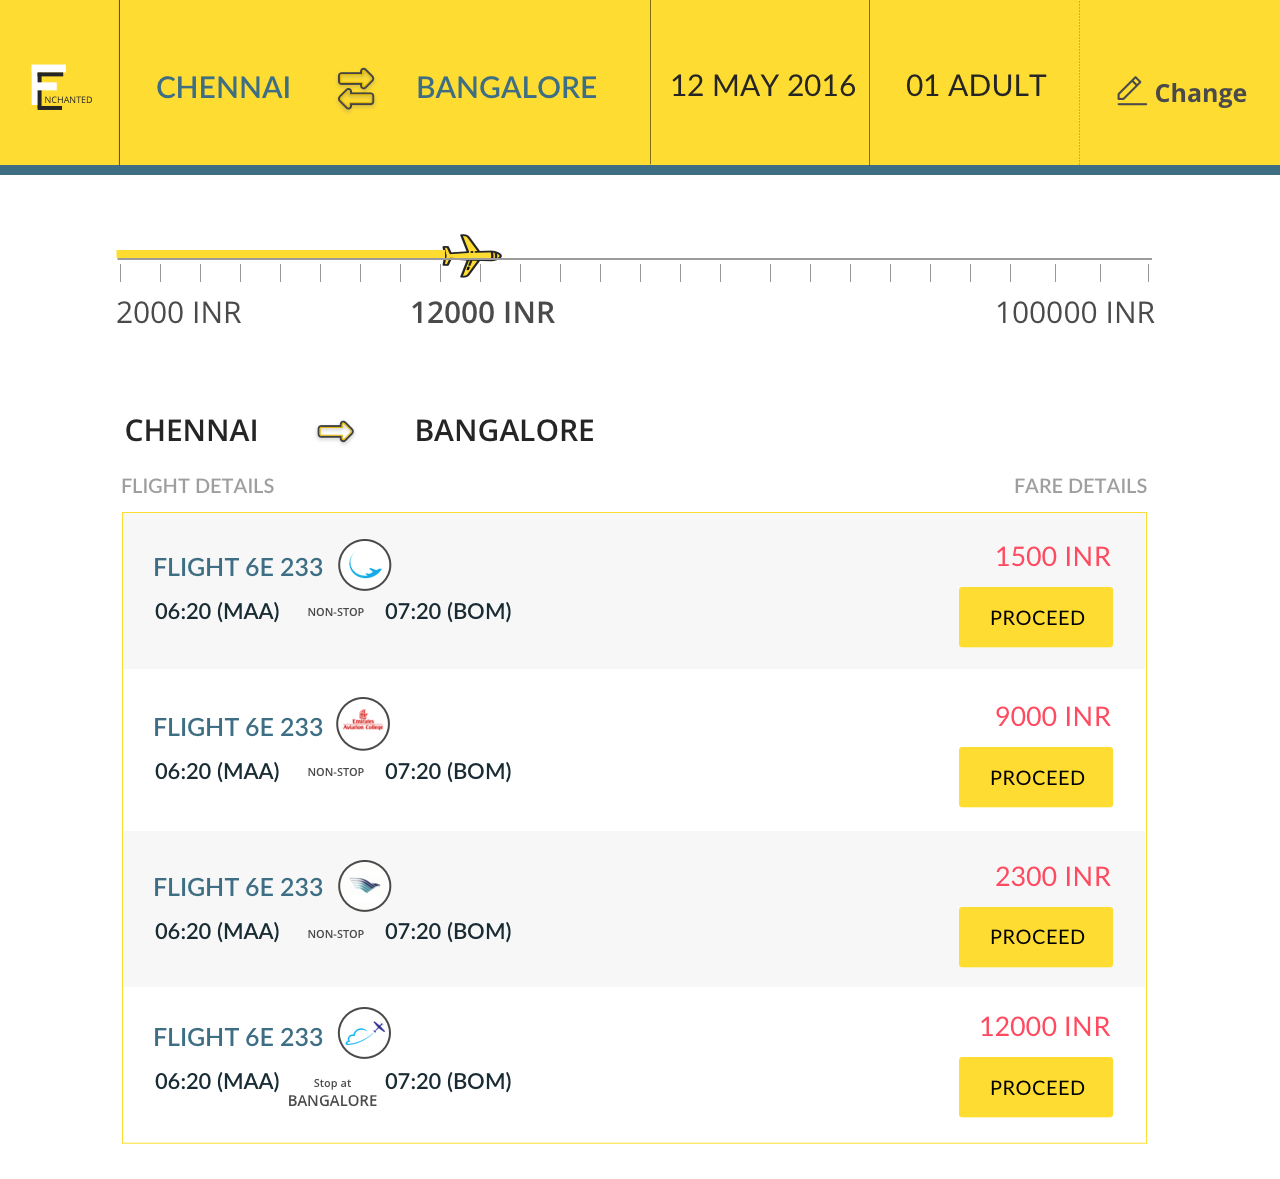 ENCHANTED
CHENNAI BANGALORE 12 MAY 2016 01 ADULT Change
2000 INR 12000 INR 100000 INR
CHENNAI BANGALORE
FLIGHT DETAILS FARE DETAILS
FLIGHT 6E 233 1500 INR
06:20 (MAA) NON-STOP 07:20 (BOM) PROCEED
FLIGHT 6E 233 Emirates Aviation College 9000 INR
06:20 (MAA) NON-STOP 07:20 (BOM) PROCEED
FLIGHT 6E 233 2300 INR
06:20 (MAA) NON-STOP 07:20 (BOM) PROCEED
FLIGHT 6E 233 12000 INR
06:20 (MAA) Stop at 07:20 (BOM) PROCEED
BANGALORE